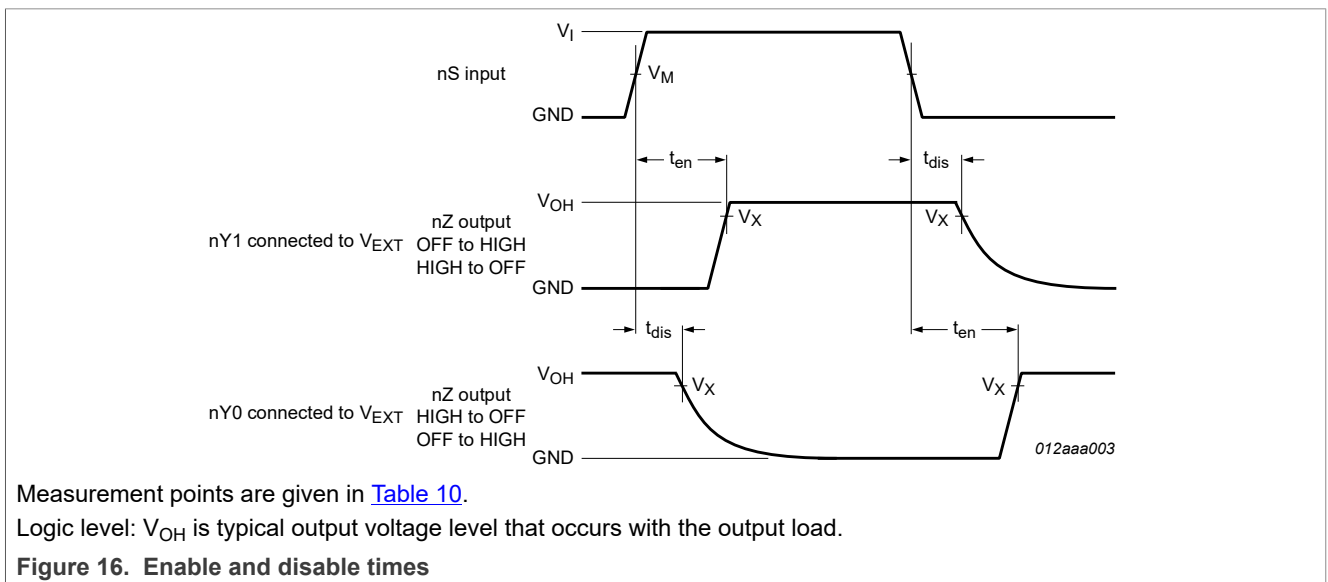 V_I
nS input
V_M
GND
t_en
t_dis
V_OH
nY1 connected to V_EXT
nZ output
OFF to HIGH
HIGH to OFF
V_X
V_X
GND
t_dis
t_en
V_OH
nY0 connected to V_EXT
nZ output
HIGH to OFF
OFF to HIGH
V_X
V_X
GND
012aaa003
Measurement points are given in Table 10.
Logic level: V_OH is typical output voltage level that occurs with the output load.
Figure 16. Enable and disable times